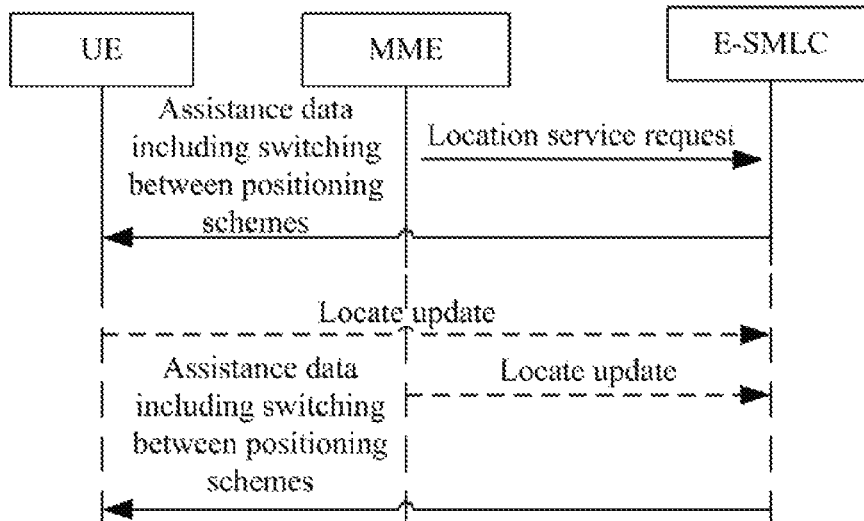 UE
MME
E-SMLC
Assistance data
including switching
between positioning
schemes
Location service request
Locate update
Assistance data
including switching
between positioning
schemes
Locate update